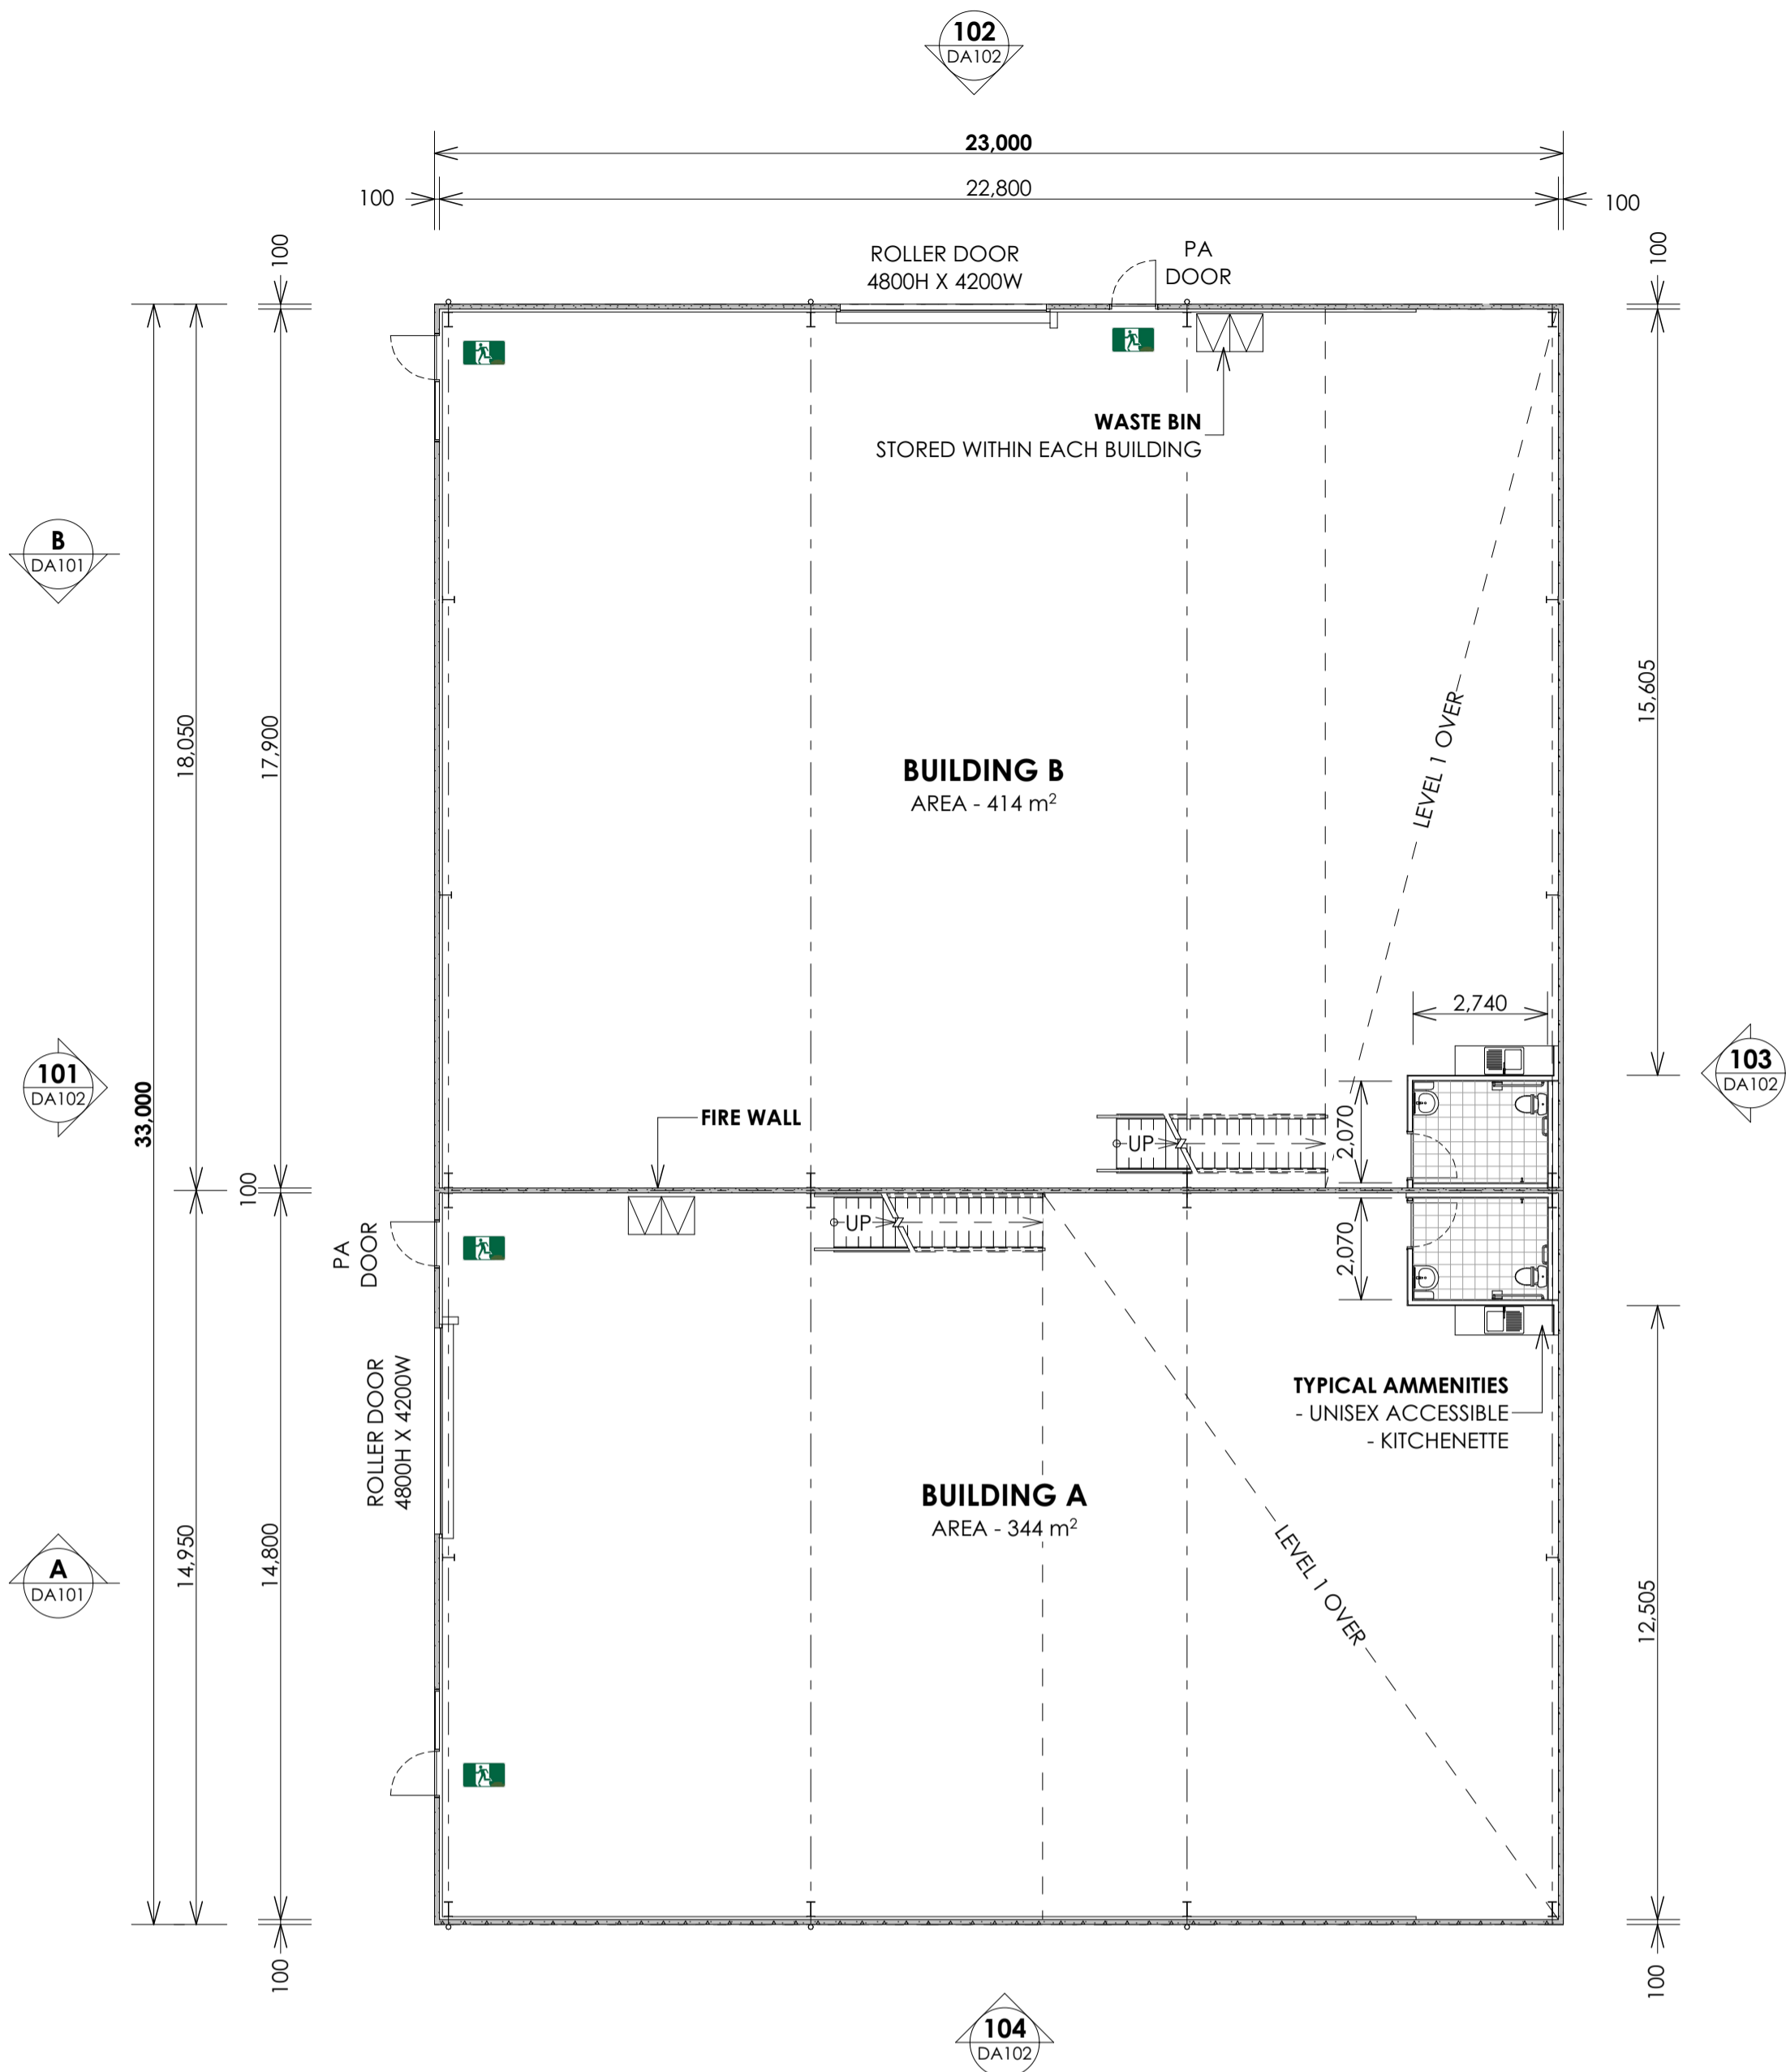 102
DA102
23,000
100
22,800
100
100
ROLLER DOOR
4800H X 4200W
PA
DOOR
100
WASTE BIN
STORED WITHIN EACH BUILDING
B
DA101
18,050
17,900
15,605
LEVEL 1 OVER
BUILDING B
AREA - 414 m²
2,740
101
DA102
33,000
103
DA102
FIRE WALL
UP
2,070
100
PA
DOOR
UP
2,070
ROLLER DOOR
4800H X 4200W
TYPICAL AMMENITIES
- UNISEX ACCESSIBLE
- KITCHENETTE
BUILDING A
AREA - 344 m²
LEVEL 1 OVER
A
DA101
14,950
14,800
12,505
100
100
104
DA102